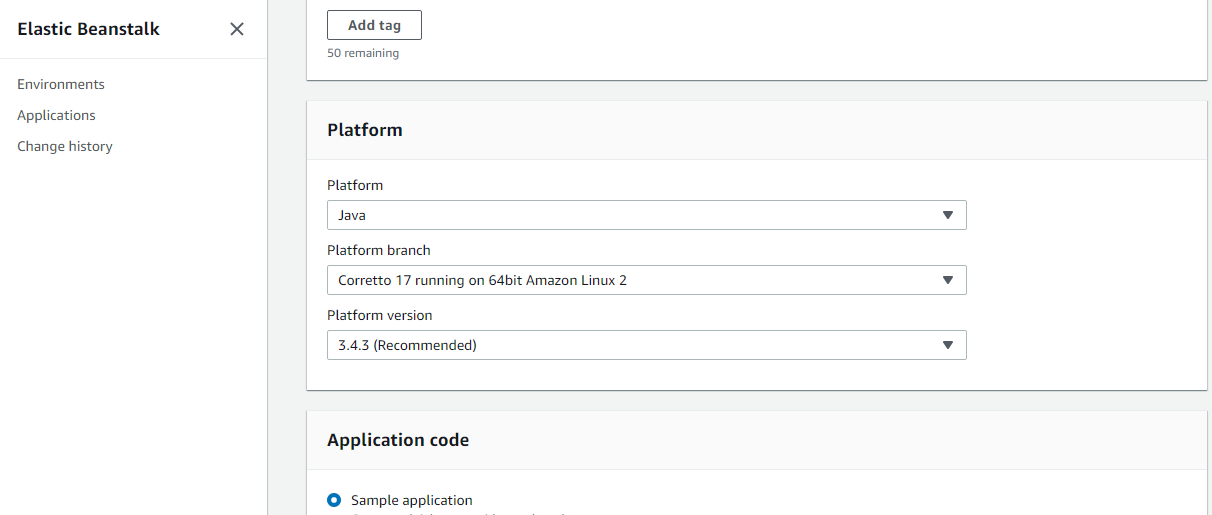 Elastic Beanstalk
Environments
Applications
Change history
Add tag
50 remaining
Platform
Platform
Java
Platform branch
Corretto 17 running on 64bit Amazon Linux 2
Platform version
3.4.3 (Recommended)
Application code
Sample application